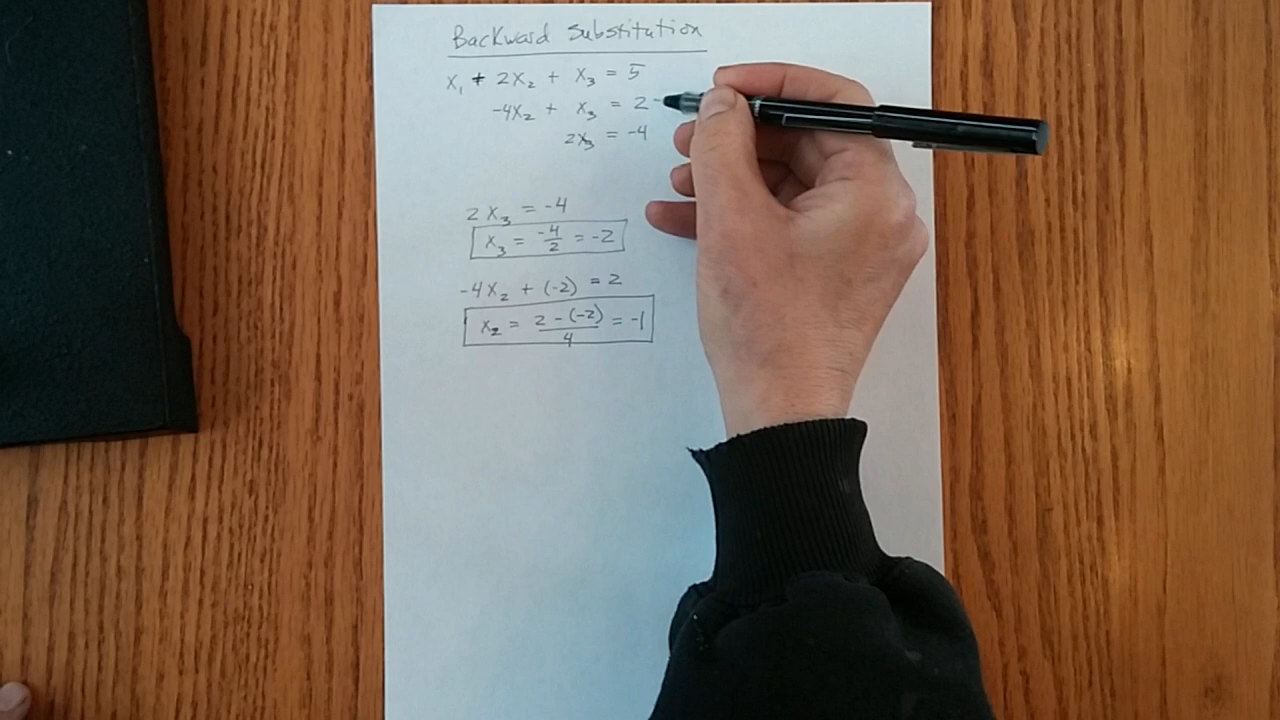 Backward Substitution
x₁ + 2x₂ + x₃ = 5
-4x₂ + x₃ = 2
2x₃ = -4
2x₃ = -4
x₃ = -4/2 = -2
-4x₂ + (-2) = 2
x₂ = 2 - (-2)/4 = -1